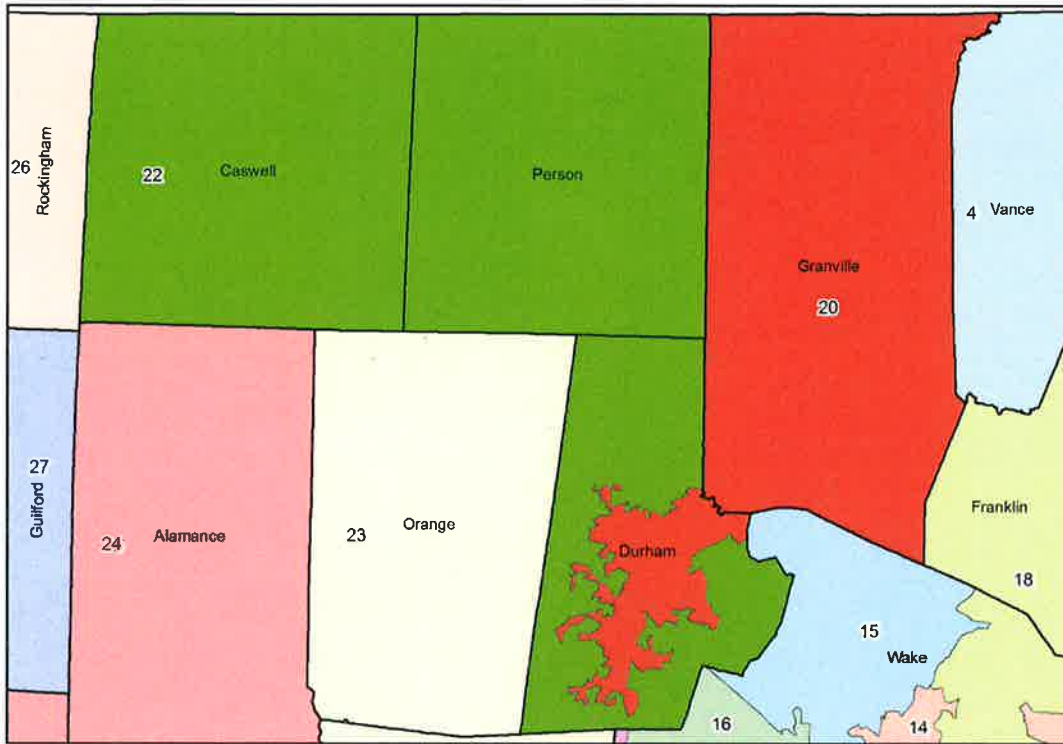 26
Rockingham
22
Caswell
Person
Granville
20
4 Vance
27
Guilford
24
Alamance
23
Orange
Durham
Franklin
18
15
Wake
16
14